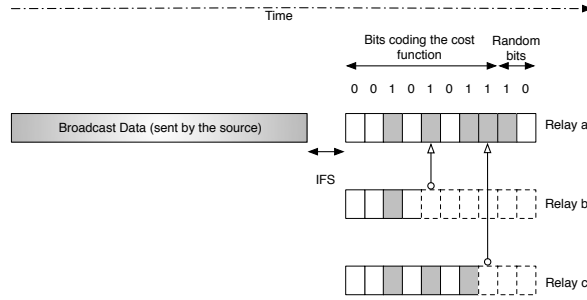 Time
Bits coding the cost
function
Random
bits
0 0 1 0 1 0 1 1 1 0
Broadcast Data (sent by the source)
Relay a
IFS
Relay b
Relay c